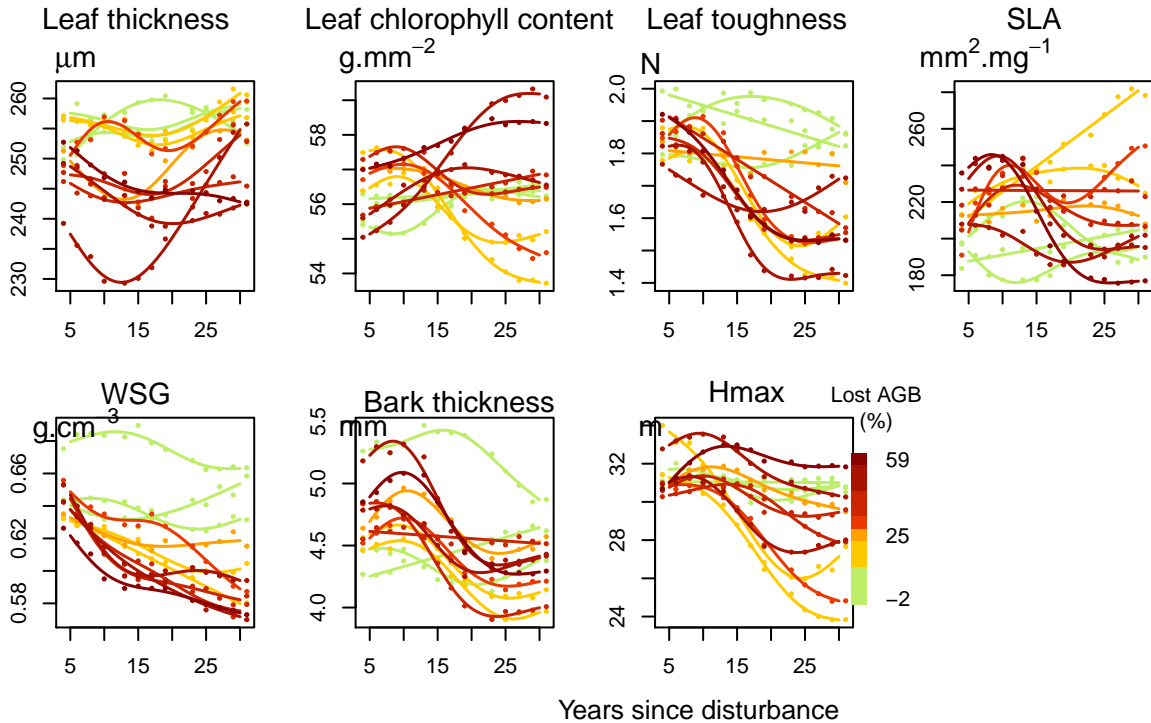 Leaf thickness
μm
230 240 250 260
5 15 25
Leaf chlorophyll content
g.mm−2
54 56 58
5 15 25
Leaf toughness
N
1.4 1.6 1.8 2.0
5 15 25
SLA
mm2.mg−1
180 220 260
5 15 25
WSG
g.cm3
0.58 0.62 0.66
5 15 25
Bark thickness
mm
4.0 4.5 5.0 5.5
5 15 25
Hmax
m
24 28 32
5 15 25
Lost AGB
(%)
59
25
−2
Years since disturbance